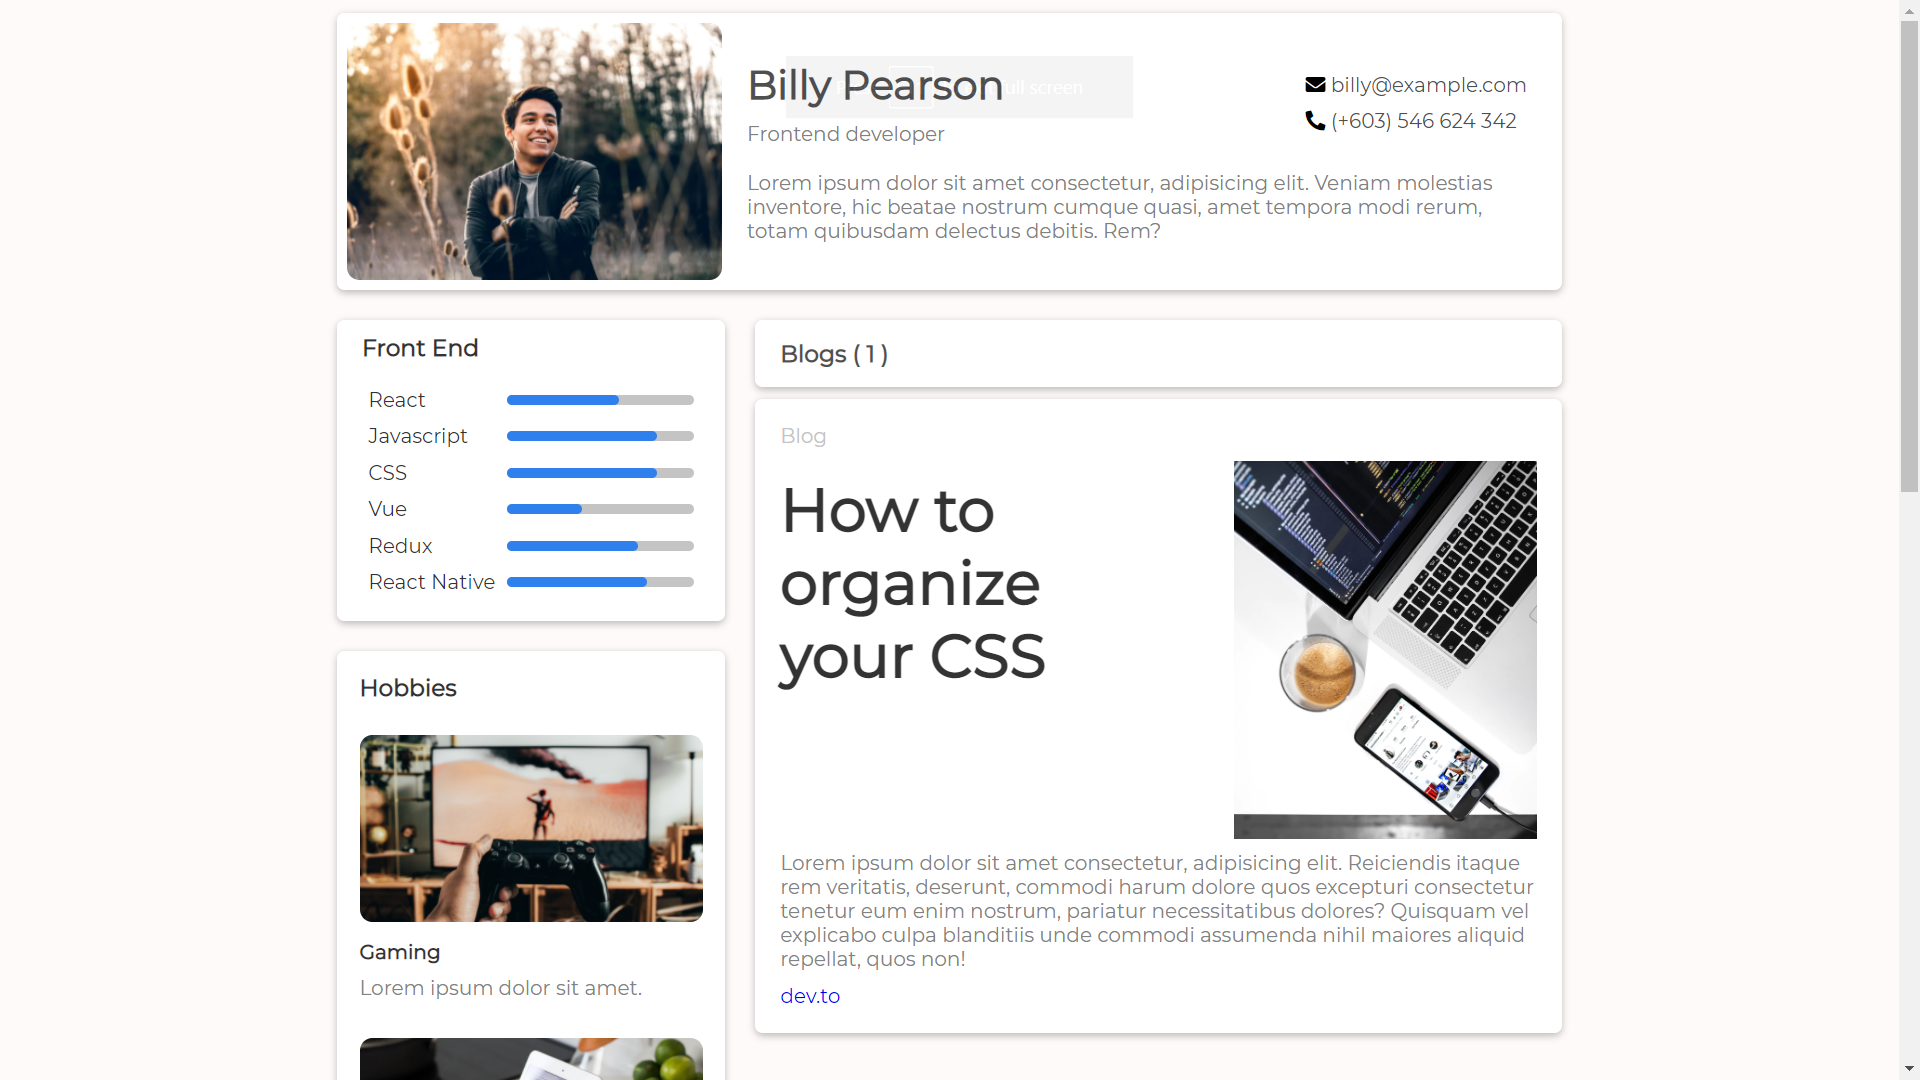 Billy Pearson
full screen
billy@example.com
Frontend developer
(+603) 546 624 342
Lorem ipsum dolor sit amet consectetur, adipisicing elit. Veniam molestias
inventore, hic beatae nostrum cumque quasi, amet tempora modi rerum,
totam quibusdam delectus debitis. Rem?
Front End
React
Javascript
CSS
Vue
Redux
React Native
Hobbies
Gaming
Lorem ipsum dolor sit amet.
Blogs ( 1 )
Blog
How to
organize
your CSS
Lorem ipsum dolor sit amet consectetur, adipisicing elit. Reiciendis itaque
rem veritatis, deserunt, commodi harum dolore quos excepturi consectetur
tenetur eum enim nostrum, pariatur necessitatibus dolores? Quisquam vel
explicabo culpa blanditiis unde commodi assumenda nihil maiores aliquid
repellat, quos non!
dev.to